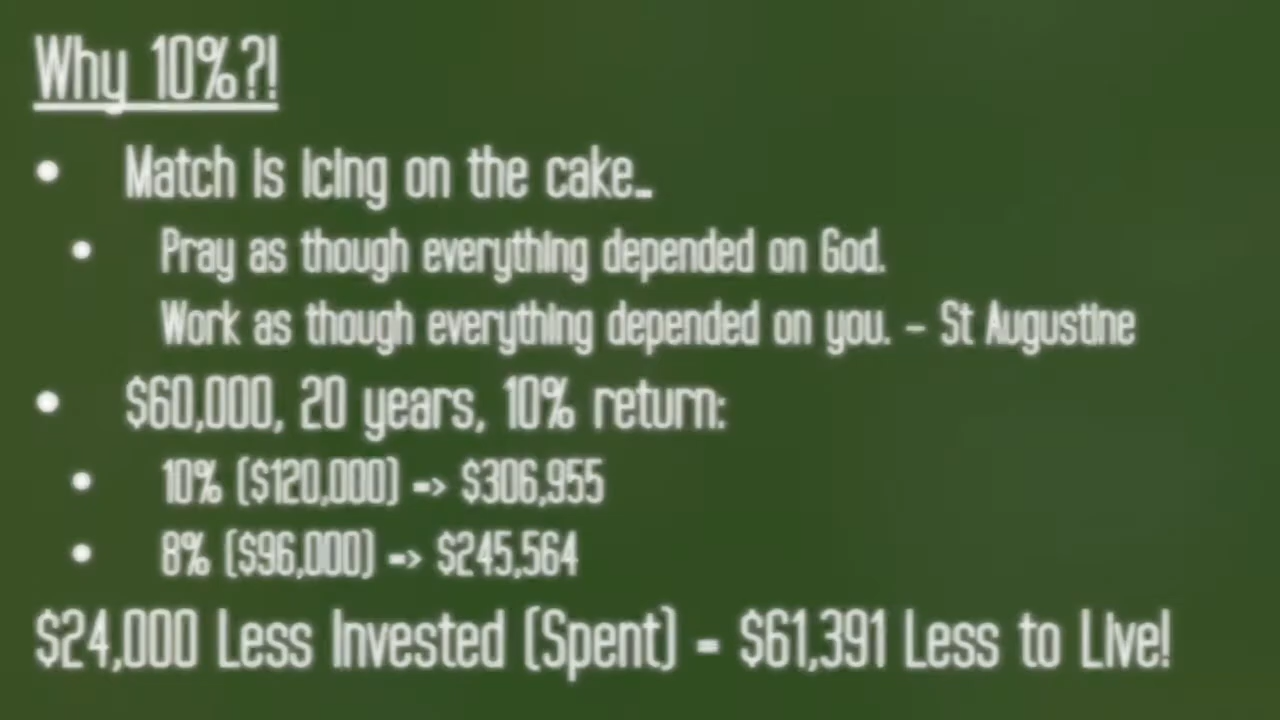 Why 10%?!
• Match is icing on the cake...
• Pray as though everything depended on God.
Work as though everything depended on you. – St Augustine
• $60,000, 20 years, 10% return:
• 10% ($120,000) => $306,955
• 8% ($96,000) => $245,564
$24,000 Less Invested (Spent) = $61,391 Less to Live!